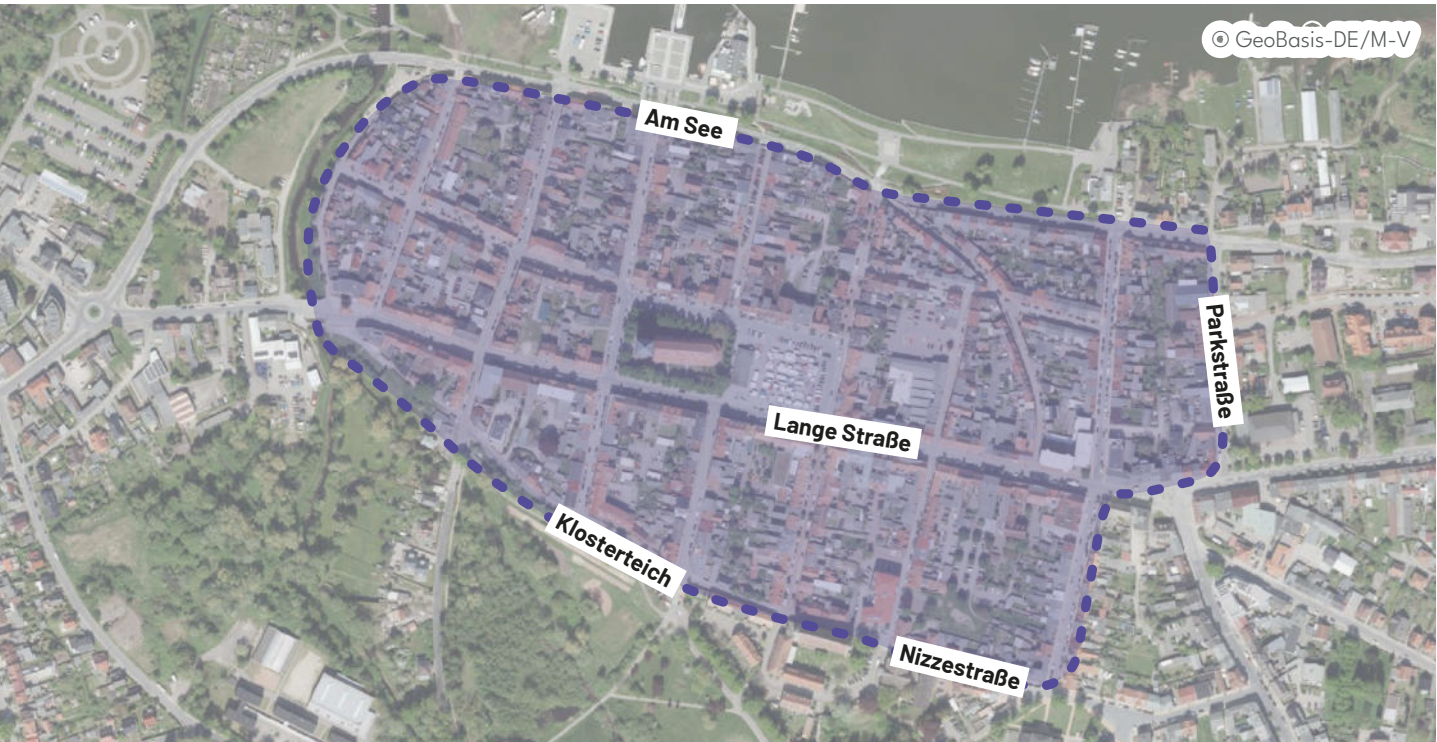 © GeoBasis-DE/M-V
Am See
Parkstraße
Lange Straße
Klosterteich
Nizzestraße